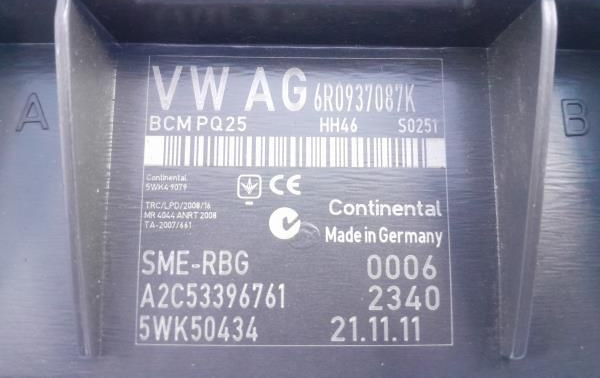 A
B
VW AG 6R0937087K
BCM PQ25 HH46 S0251
Continental
5WK4 9079
CE
TRC/LPD/2008/16
MR 4044 ANRT 2008
TA-2007/661
Continental
Made in Germany
SME-RBG 0006
A2C53396761 2340
5WK50434 21.11.11